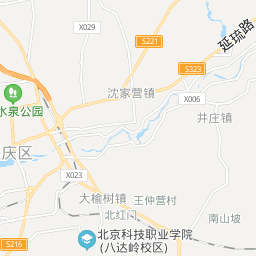 X029
S221
延琉路
沈家营镇
S323
X006
水泉公园
井庄镇
庆区
X023
大榆树镇
王仲营村
北红门
南山坡
S216
北京科技职业学院
(八达岭校区)